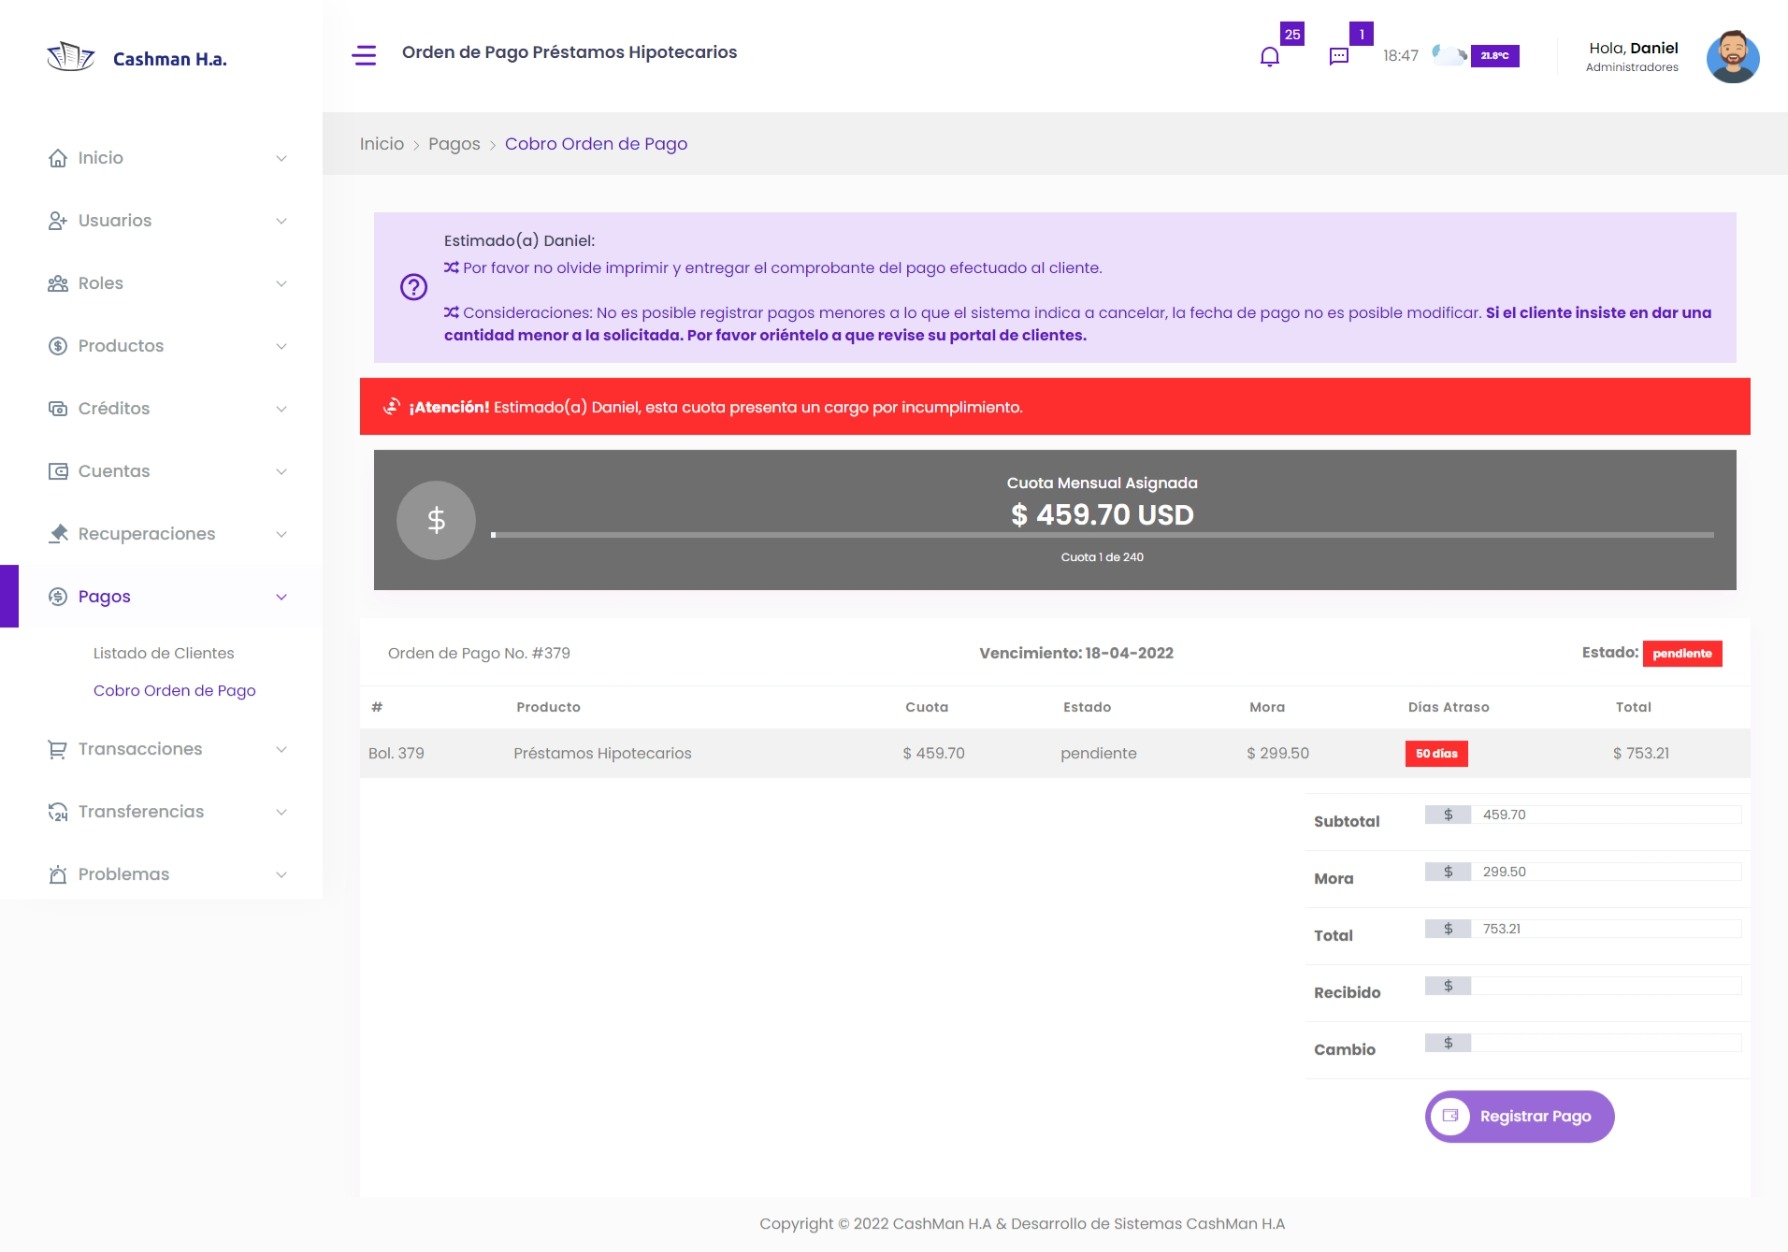 Cashman H.a.
Orden de Pago Préstamos Hipotecarios
25
1
18:47
21.8°C
Hola, Daniel
Administradores
Inicio
Usuarios
Roles
Productos
Créditos
Cuentas
Recuperaciones
Pagos
Listado de Clientes
Cobro Orden de Pago
Transacciones
Transferencias
Problemas
Inicio > Pagos > Cobro Orden de Pago
Estimado(a) Daniel:
Por favor no olvide imprimir y entregar el comprobante del pago efectuado al cliente.
Consideraciones: No es posible registrar pagos menores a lo que el sistema indica a cancelar, la fecha de pago no es posible modificar. Si el cliente insiste en dar una
cantidad menor a la solicitada. Por favor oriéntelo a que revise su portal de clientes.
¡Atención! Estimado(a) Daniel, esta cuota presenta un cargo por incumplimiento.
Cuota Mensual Asignada
$ 459.70 USD
Cuota 1 de 240
Orden de Pago No. #379 Vencimiento: 18-04-2022 Estado: pendiente
# Producto Cuota Estado Mora Días Atraso Total
Bol. 379 Préstamos Hipotecarios $ 459.70 pendiente $ 299.50 50 días $ 753.21
Subtotal $ 459.70
Mora $ 299.50
Total $ 753.21
Recibido $
Cambio $
Registrar Pago
Copyright © 2022 CashMan H.A & Desarrollo de Sistemas CashMan H.A